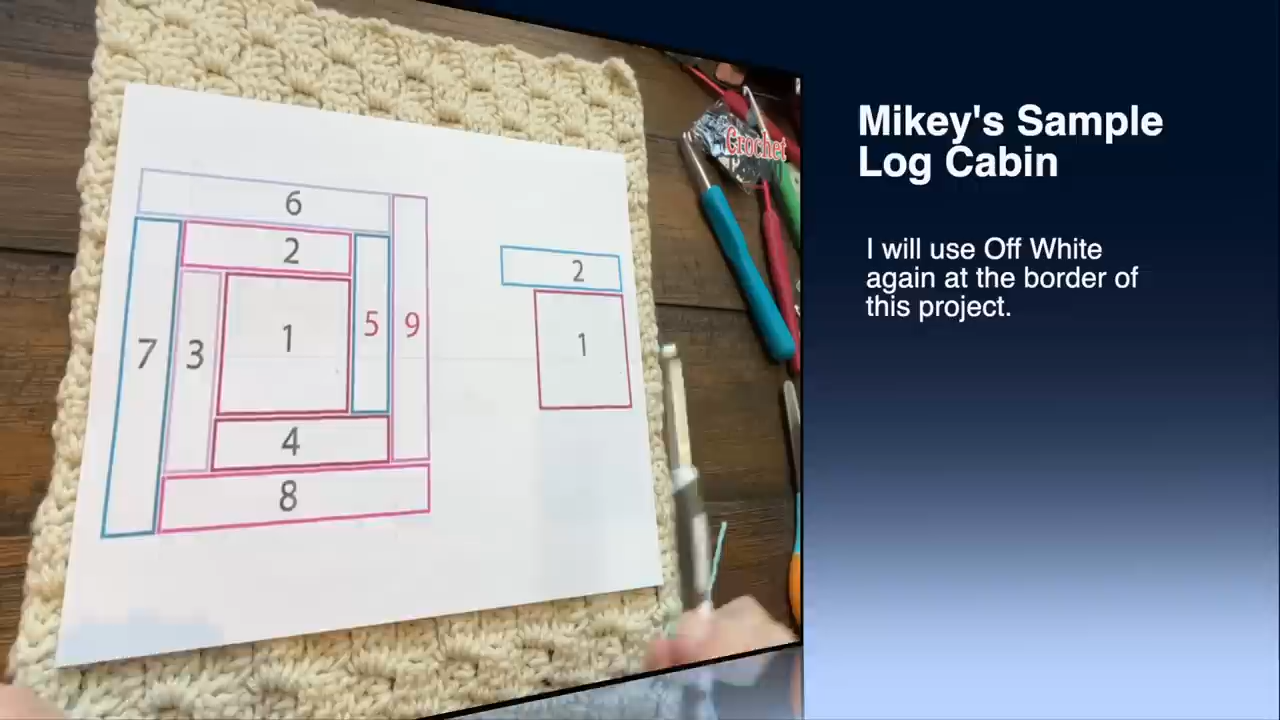 Crochet
6
2
5
9
7
3
1
4
8
2
1
Mikey's Sample
Log Cabin
I will use Off White
again at the border of
this project.